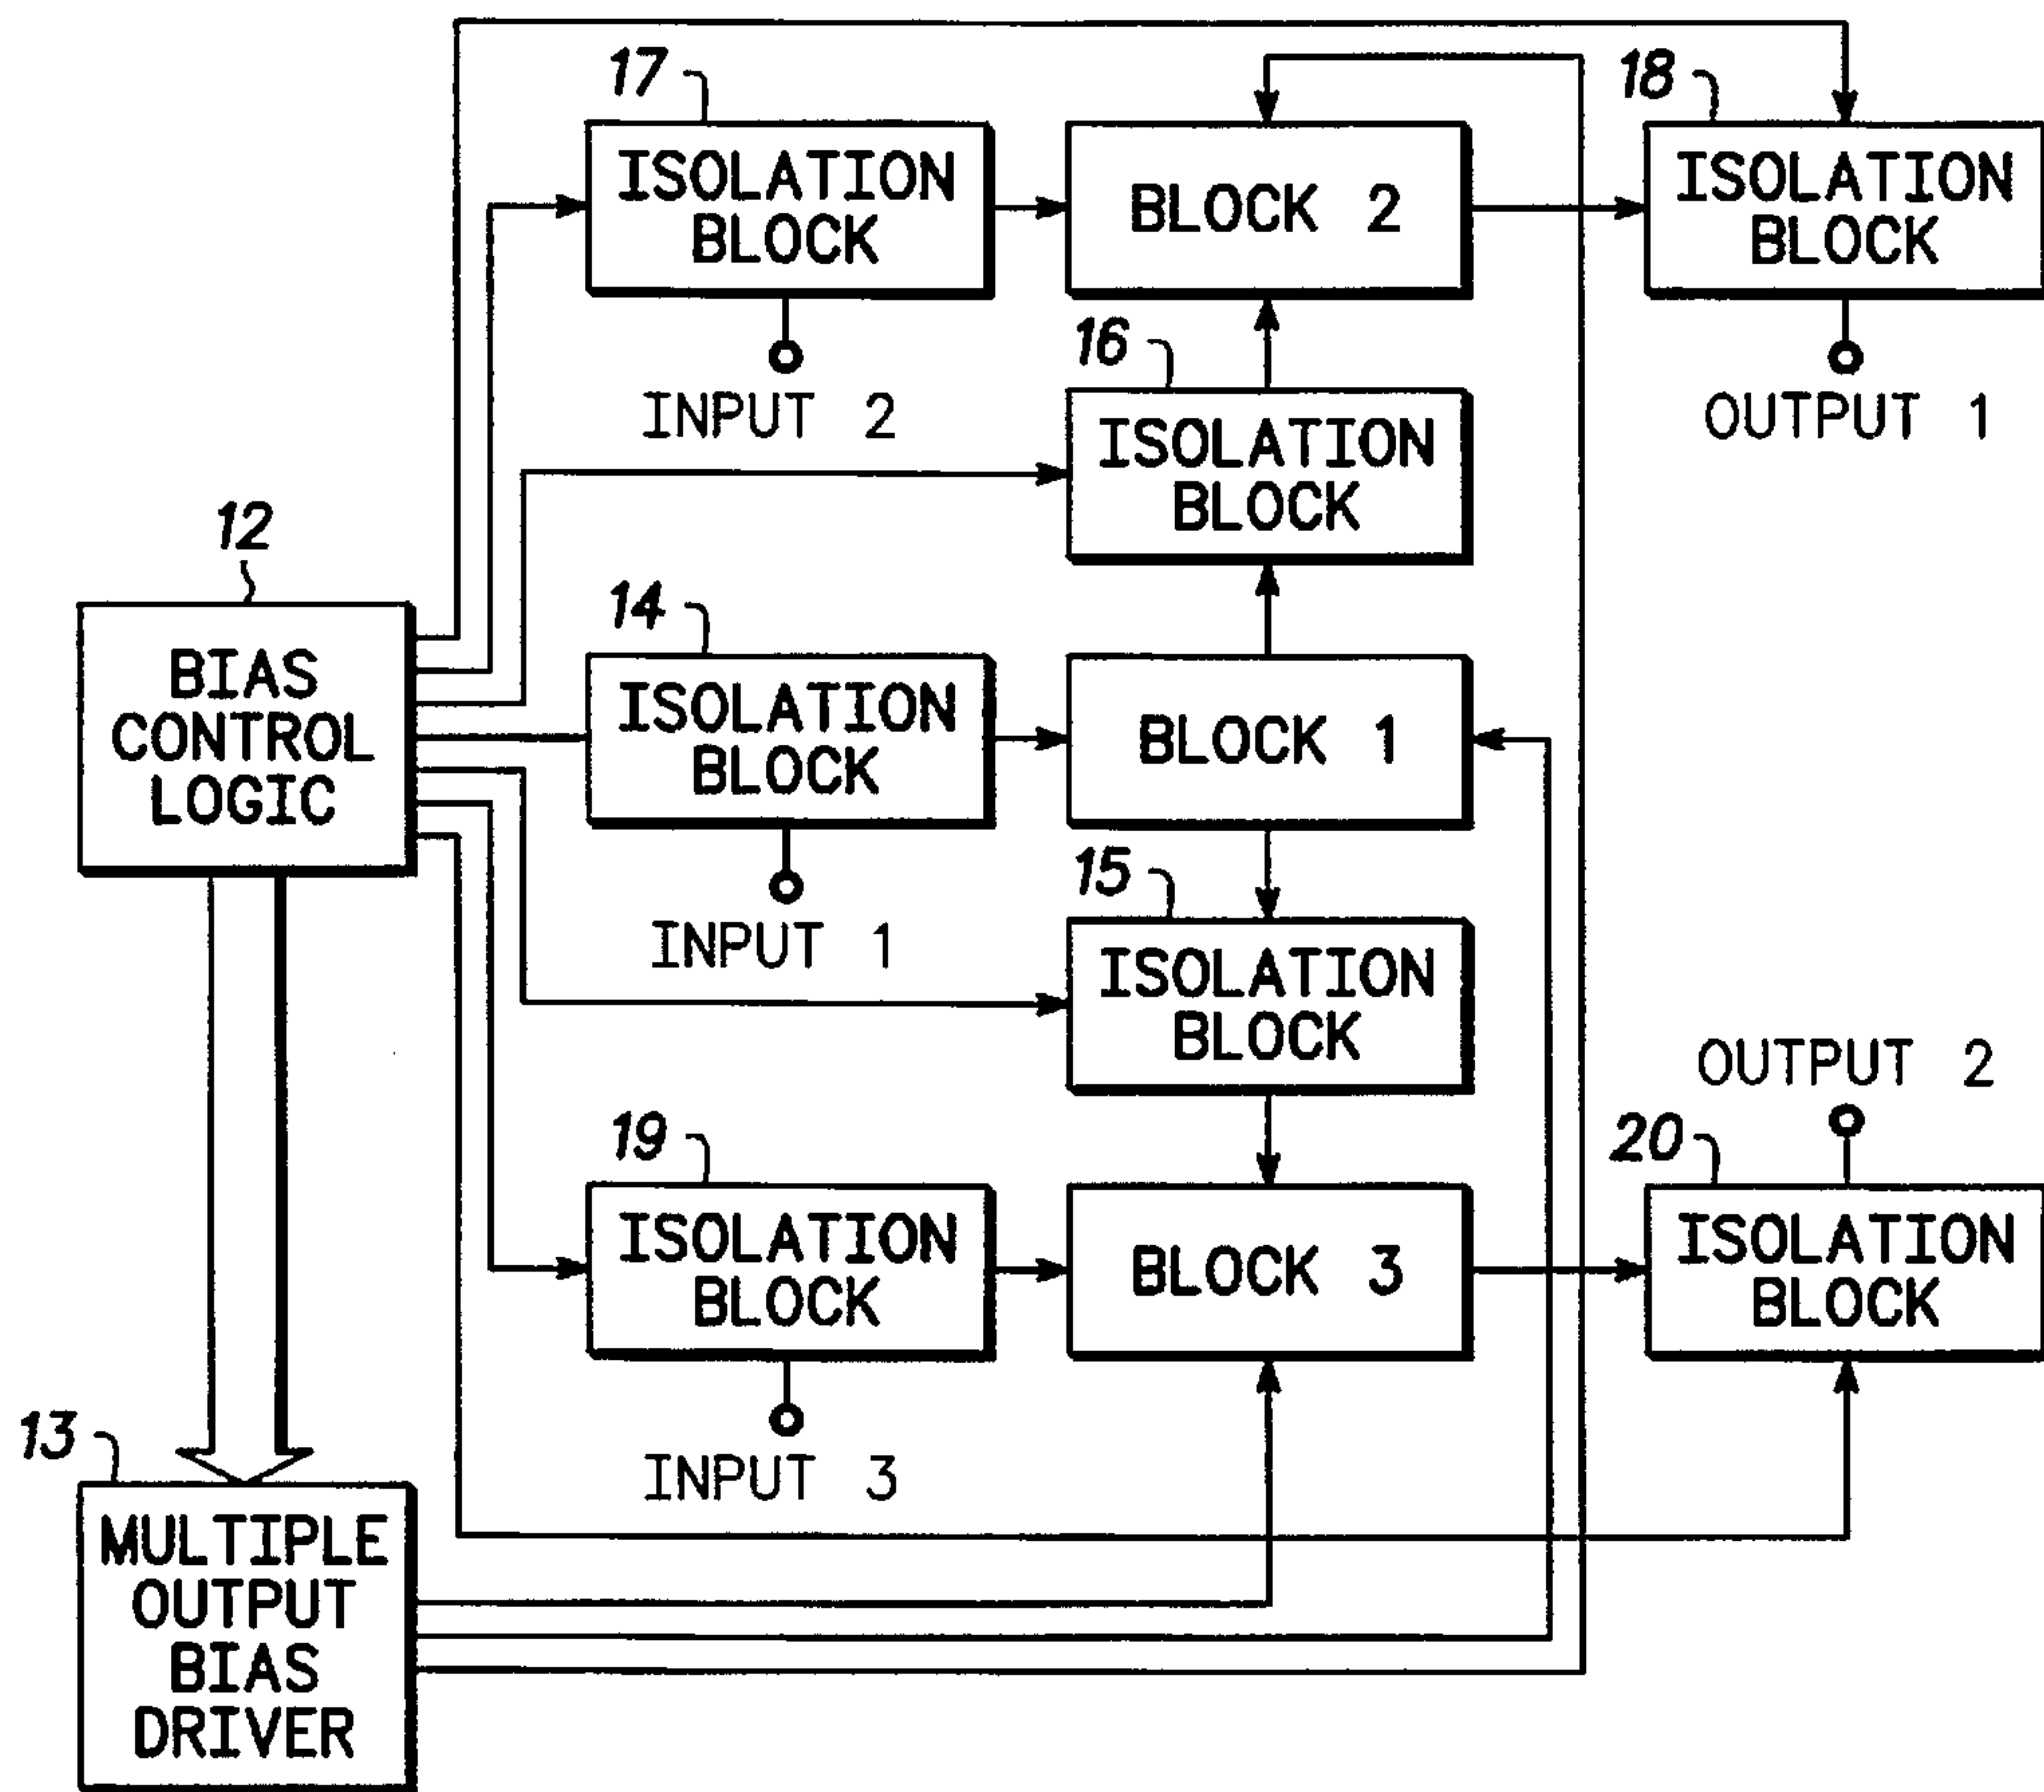 17
ISOLATION
BLOCK
INPUT 2
BLOCK 2
18
ISOLATION
BLOCK
OUTPUT 1
16
ISOLATION
BLOCK
12
BIAS
CONTROL
LOGIC
14
ISOLATION
BLOCK
INPUT 1
BLOCK 1
15
ISOLATION
BLOCK
19
ISOLATION
BLOCK
INPUT 3
BLOCK 3
OUTPUT 2
20
ISOLATION
BLOCK
13
MULTIPLE
OUTPUT
BIAS
DRIVER